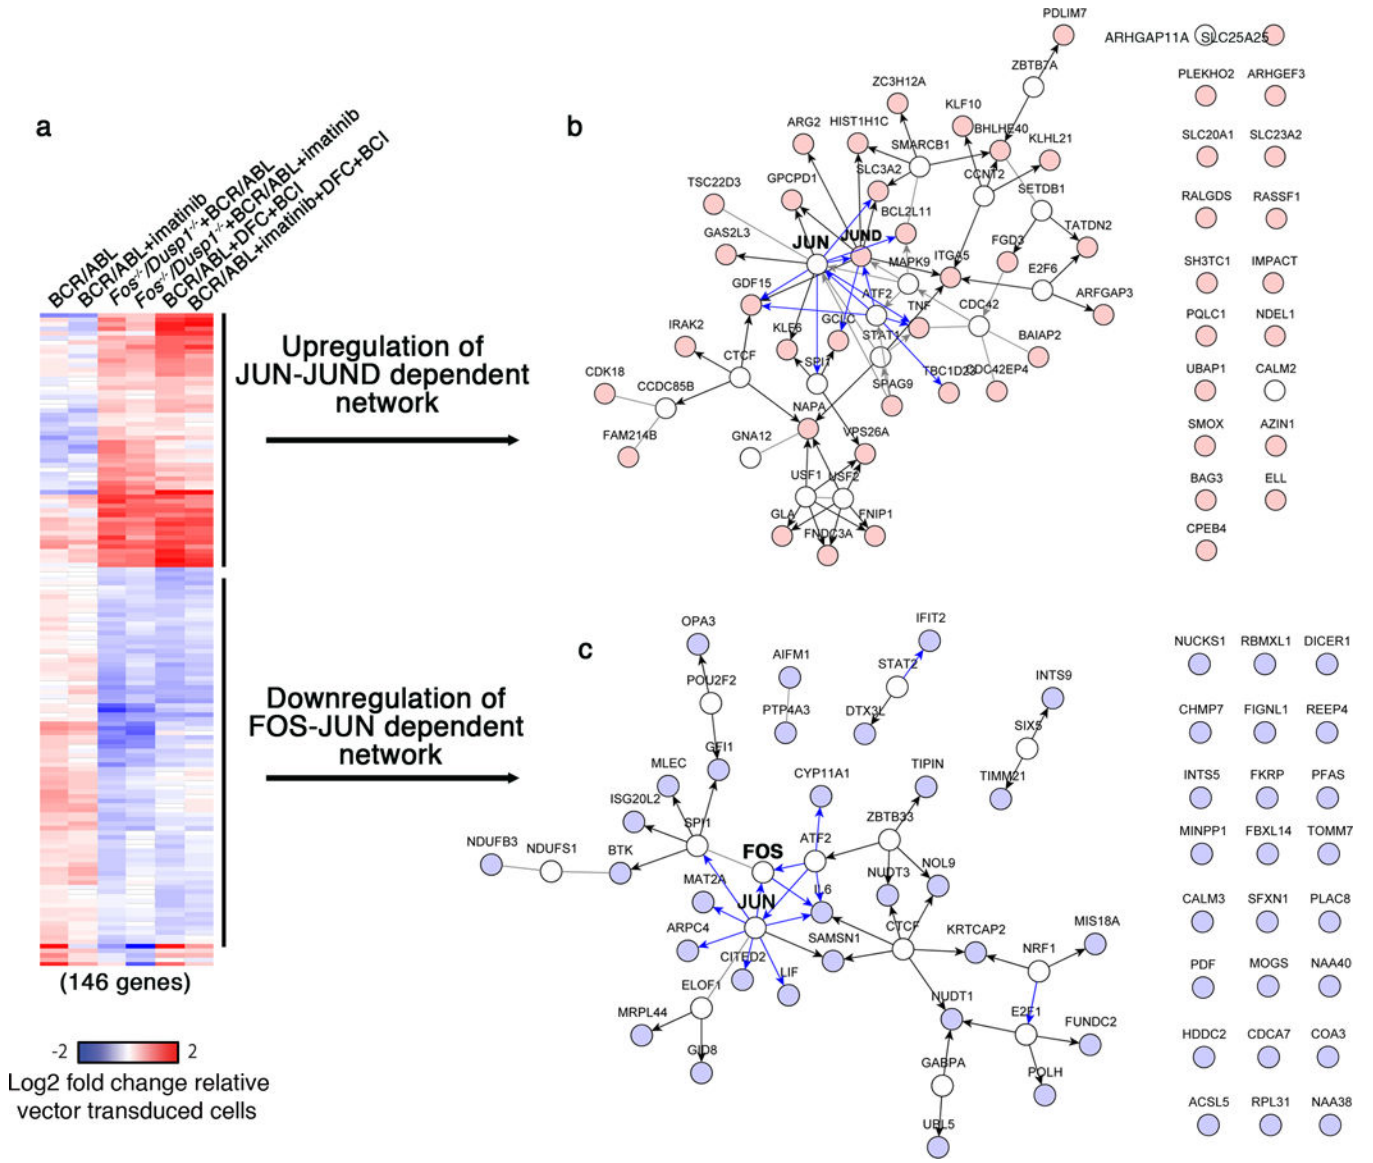 a
BCR/ABL
BCR/ABL+imatinib
Fos-/-/Dusp1-/-+BCR/ABL
Fos-/-/Dusp1-/-+BCR/ABL+imatinib
BCR/ABL+DFC+BCI
BCR/ABL+imatinib+DFC+BCI
Upregulation of
JUN-JUND dependent
network
Downregulation of
FOS-JUN dependent
network
(146 genes)
-2
2
Log2 fold change relative
vector transduced cells
b
PDLIM7
ZBTB7A
ZC3H12A
KLF10
ARG2
HIST1H1C
BHLHE40
KLHL21
SMARCB1
SLC3A2
CCNT2
TSC22D3
GPCPD1
SETDB1
BCL2L11
TATDN2
JUN
JUND
GAS2L3
FGD3
ITGA5
MAPK9
E2F6
GDF15
ATF2
TNF
CDC42
ARFGAP3
IRAK2
KLF6
GCLC
STAT1
BAIAP2
CTCF
SPI1
CDK18
CCDC85B
SPAG9
TBC1D23
CDC42EP4
NAPA
FAM214B
GNA12
VPS26A
USF1
USF2
GLA
FNIP1
FNDC3A
ARHGAP11A
SLC25A25
PLEKHO2
ARHGEF3
SLC20A1
SLC23A2
RALGDS
RASSF1
SH3TC1
IMPACT
PQLC1
NDEL1
UBAP1
CALM2
SMOX
AZIN1
BAG3
ELL
CPEB4
c
OPA3
IFIT2
AIFM1
STAT2
POU2F2
INTS9
PTP4A3
DTX3L
SIX5
GFI1
MLEC
CYP11A1
TIPIN
TIMM21
ISG20L2
SPI1
ZBTB33
NDUFB3
NDUFS1
BTK
FOS
ATF2
MAT2A
NUDT3
NOL9
JUN
IL6
ARPC4
SAMSN1
CTCF
KRTCAP2
MIS18A
CITED2
LIF
NRF1
ELOF1
NUDT1
E2F1
MRPL44
FUNDC2
GID8
GABPA
POLH
UBL5
NUCKS1
RBMXL1
DICER1
CHMP7
FIGNL1
REEP4
INTS5
FKRP
PFAS
MINPP1
FBXL14
TOMM7
CALM3
SFXN1
PLAC8
PDF
MOGS
NAA40
HDDC2
CDCA7
COA3
ACSL5
RPL31
NAA38